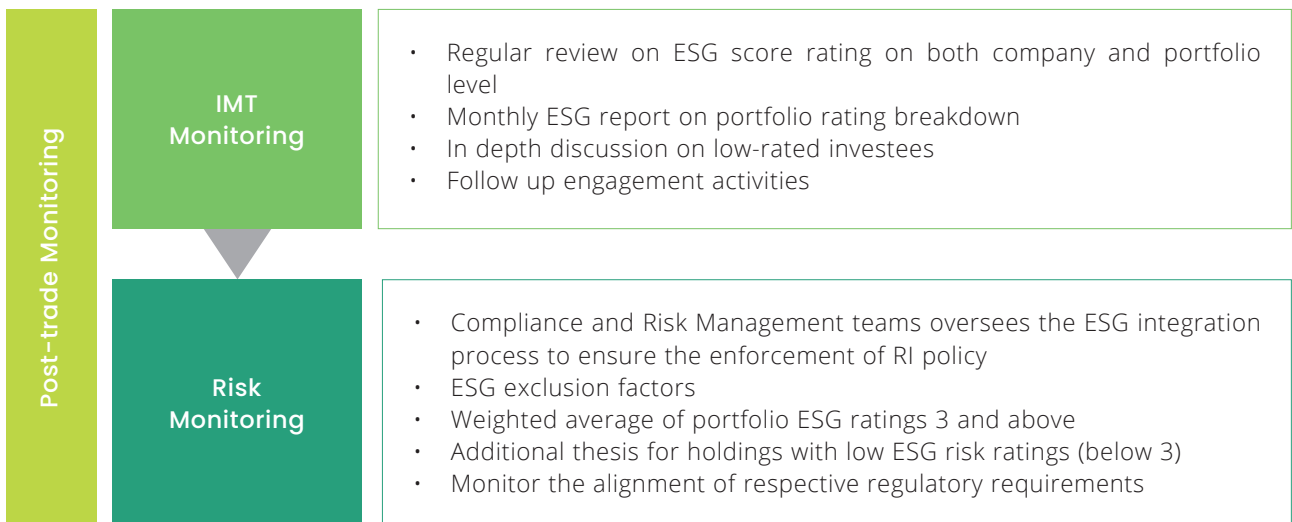 Post-trade Monitoring
IMT
Monitoring
• Regular review on ESG score rating on both company and portfolio
level
• Monthly ESG report on portfolio rating breakdown
• In depth discussion on low-rated investees
• Follow up engagement activities
Risk
Monitoring
• Compliance and Risk Management teams oversees the ESG integration
process to ensure the enforcement of RI policy
• ESG exclusion factors
• Weighted average of portfolio ESG ratings 3 and above
• Additional thesis for holdings with low ESG risk ratings (below 3)
• Monitor the alignment of respective regulatory requirements